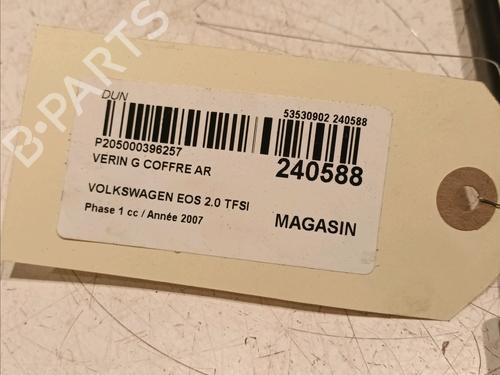 DUN
53530902 240588
P205000396257
VERIN G COFFRE AR
240588
VOLKSWAGEN EOS 2.0 TFSI
Phase 1 cc / Année 2007
MAGASIN
B-PARTS